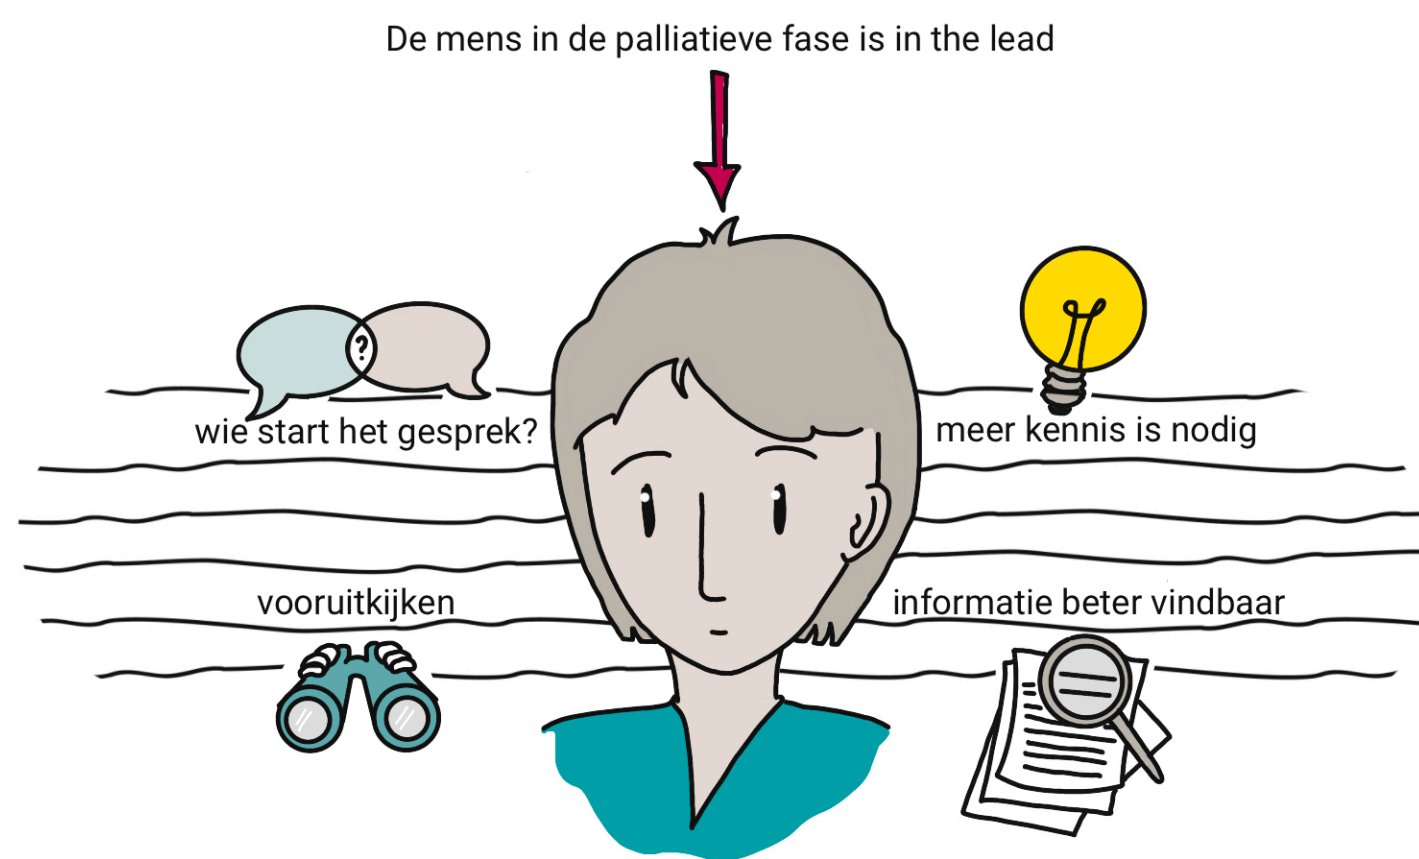 De mens in de palliatieve fase is in the lead
?
wie start het gesprek?
meer kennis is nodig
vooruitkijken
informatie beter vindbaar